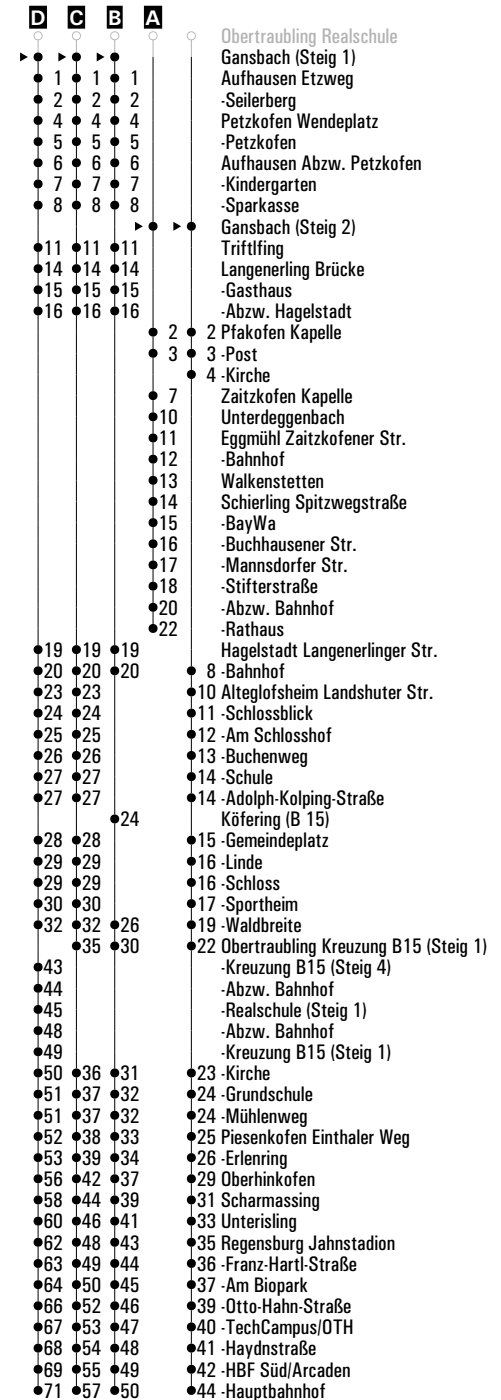 D C B A
Obertraubling Realschule
Gansbach (Steig 1)
1 1 1 Aufhausen Etzweg
2 2 2 -Seilerberg
4 4 4 Petzkofen Wendeplatz
5 5 5 -Petzkofen
6 6 6 Aufhausen Abzw. Petzkofen
7 7 7 -Kindergarten
8 8 8 -Sparkasse
Gansbach (Steig 2)
11 11 11 Triftlfing
14 14 14 Langenerling Brücke
15 15 15 -Gasthaus
16 16 16 -Abzw. Hagelstadt
2 2 Pfakofen Kapelle
3 3 -Post
4 -Kirche
7 Zaitzkofen Kapelle
10 Unterdeggenbach
11 Eggmühl Zaitzkofener Str.
12 -Bahnhof
13 Walkenstetten
14 Schierling Spitzwegstraße
15 -BayWa
16 -Buchhausener Str.
17 -Mannsdorfer Str.
18 -Stifterstraße
20 -Abzw. Bahnhof
22 -Rathaus
19 19 19 Hagelstadt Langenerlinger Str.
20 20 20 8 -Bahnhof
23 23 10 Alteglofsheim Landshuter Str.
24 24 11 -Schlossblick
25 25 12 -Am Schlosshof
26 26 13 -Buchenweg
27 27 14 -Schule
27 27 14 -Adolph-Kolping-Straße
24 Köfering (B 15)
28 28 15 -Gemeindeplatz
29 29 16 -Linde
29 29 16 -Schloss
30 30 17 -Sportheim
32 32 26 19 -Waldbreite
35 30 22 Obertraubling Kreuzung B15 (Steig 1)
43 -Kreuzung B15 (Steig 4)
44 -Abzw. Bahnhof
45 -Realschule (Steig 1)
48 -Abzw. Bahnhof
49 -Kreuzung B15 (Steig 1)
50 36 31 23 -Kirche
51 37 32 24 -Grundschule
51 37 32 24 -Mühlenweg
52 38 33 25 Piesenkofen Einthaler Weg
53 39 34 26 -Erlenring
56 42 37 29 Oberhinkofen
58 44 39 31 Scharmassing
60 46 41 33 Unterisling
62 48 43 35 Regensburg Jahnstadion
63 49 44 36 -Franz-Hartl-Straße
64 50 45 37 -Am Biopark
66 52 46 39 -Otto-Hahn-Straße
67 53 47 40 -TechCampus/OTH
68 54 48 41 -Haydnstraße
69 55 49 42 -HBF Süd/Arcaden
71 57 50 44 -Hauptbahnhof